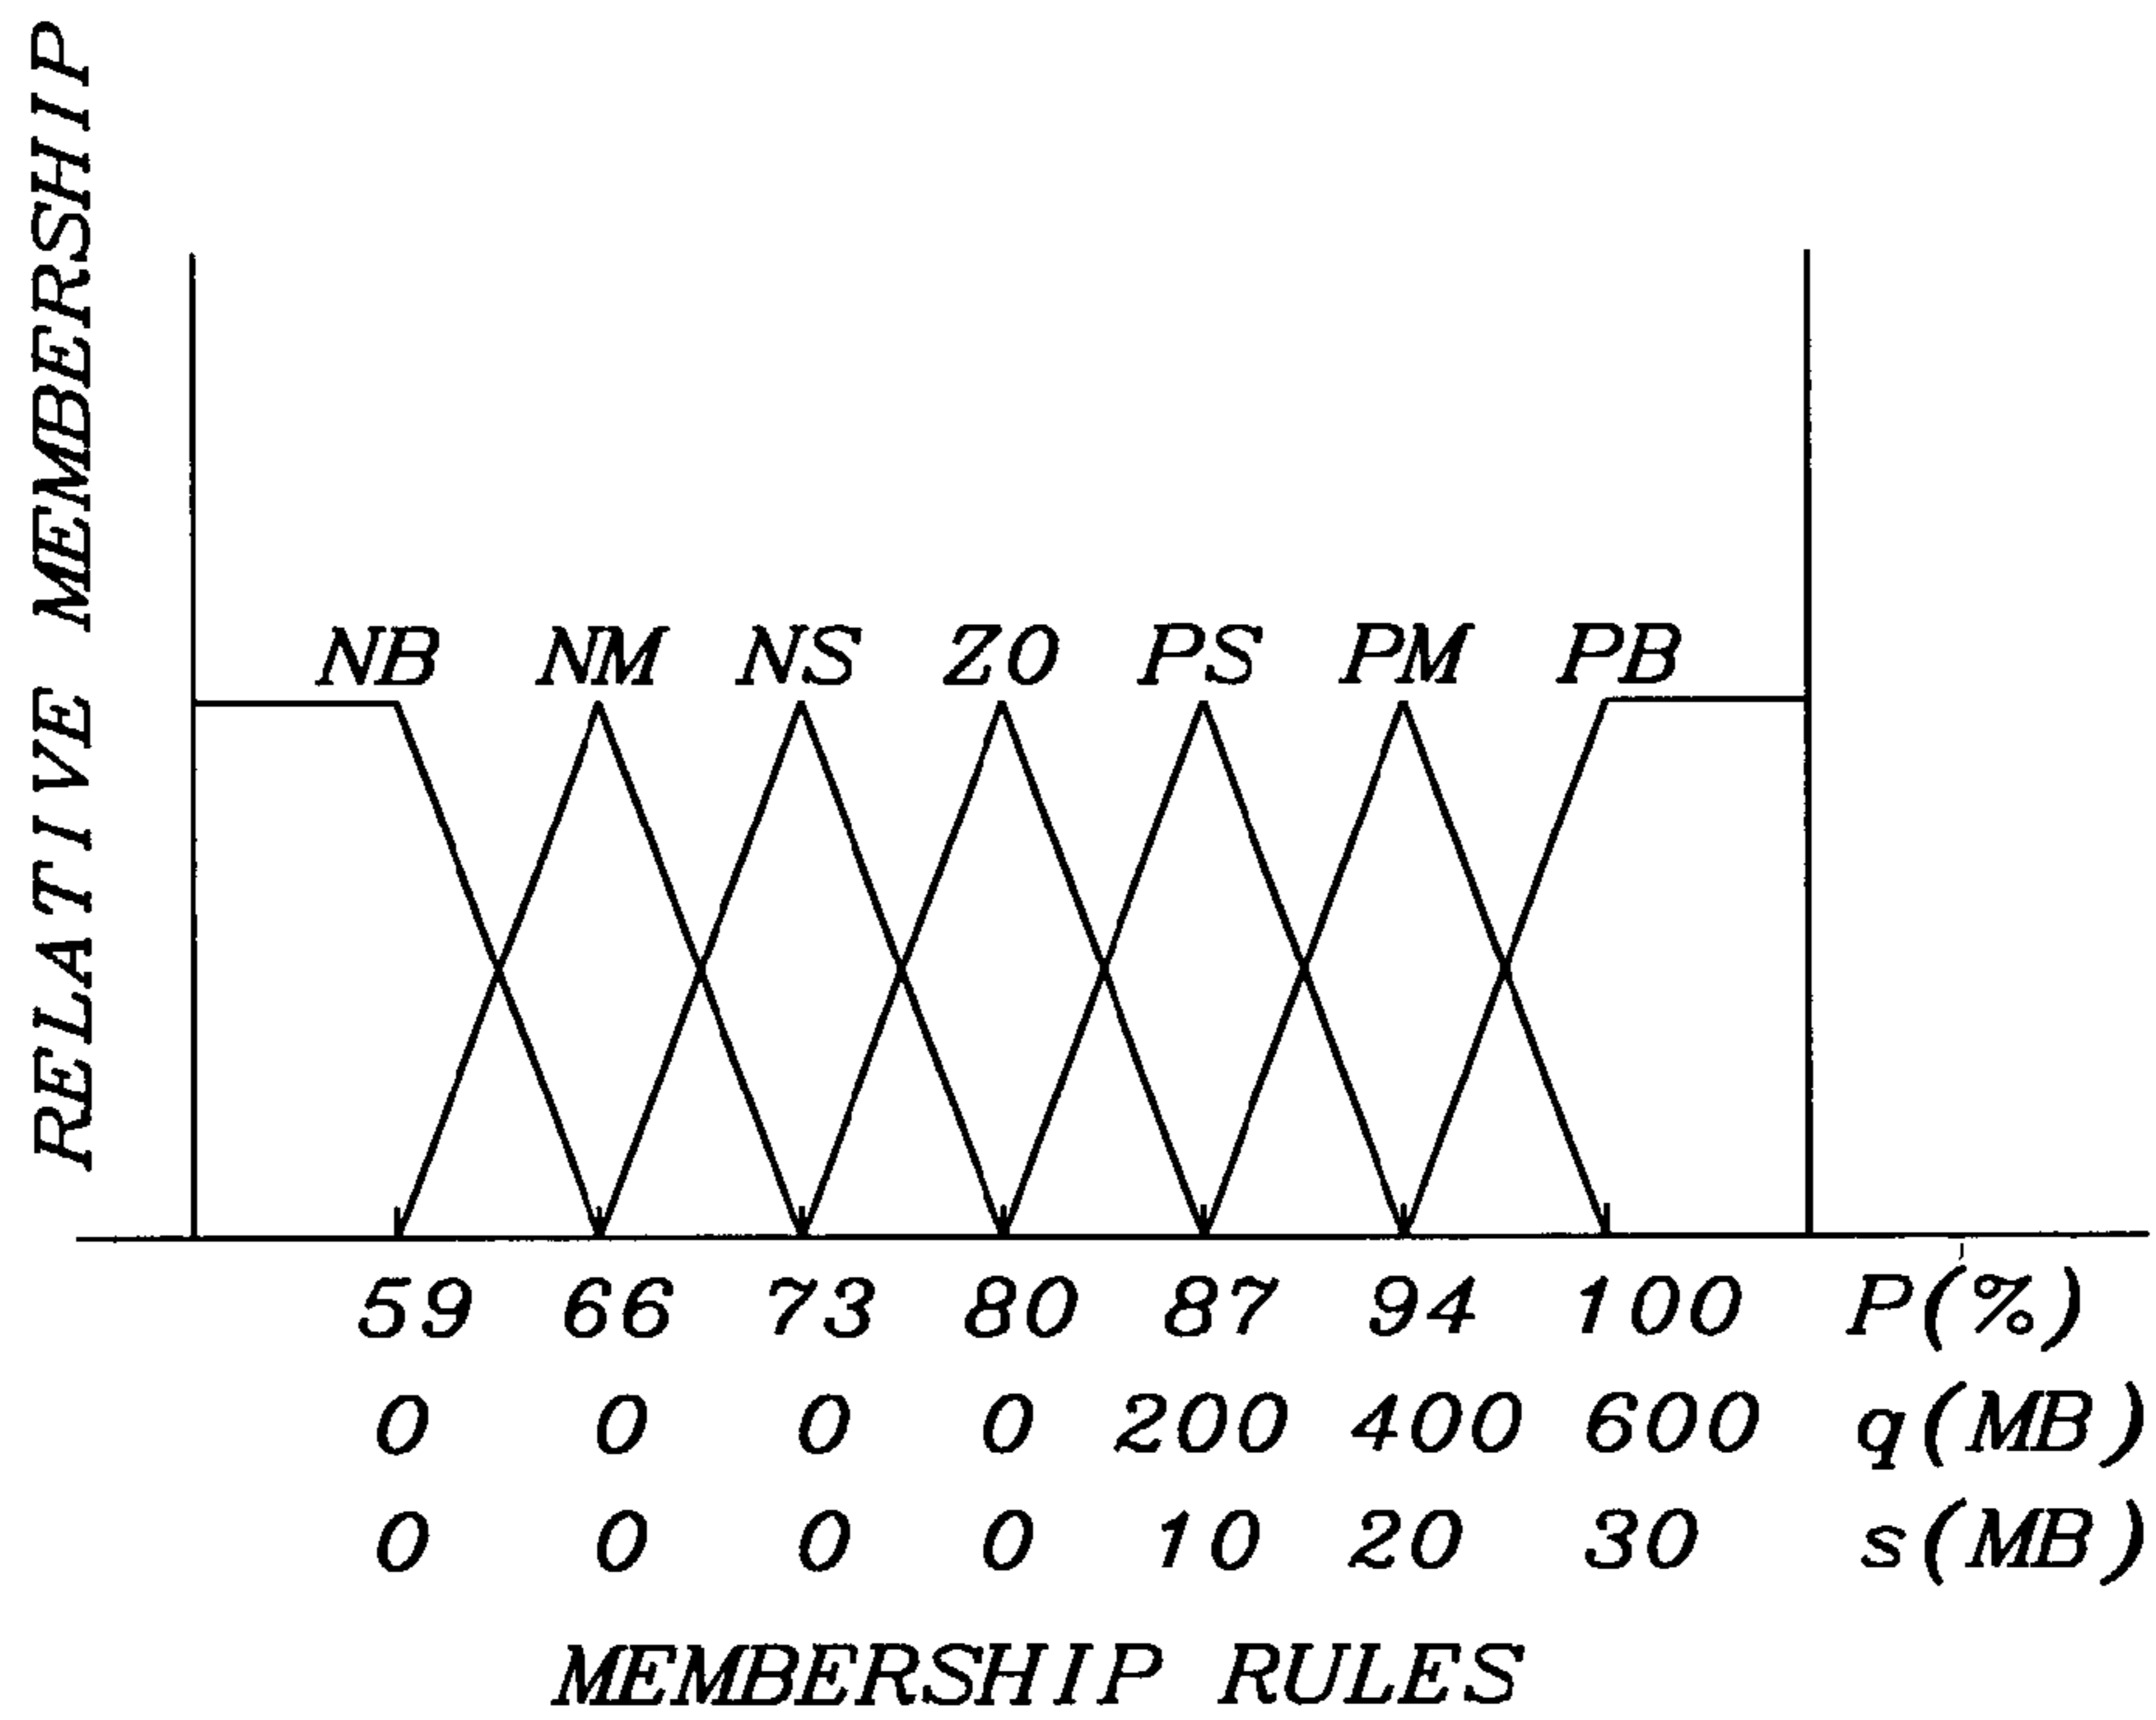 RELATIVE MEMBERSHIP
NB NM NS ZO PS PM PB
59 66 73 80 87 94 100 P(%)
0 0 0 0 200 400 600 q(MB)
0 0 0 0 10 20 30 s(MB)
MEMBERSHIP RULES